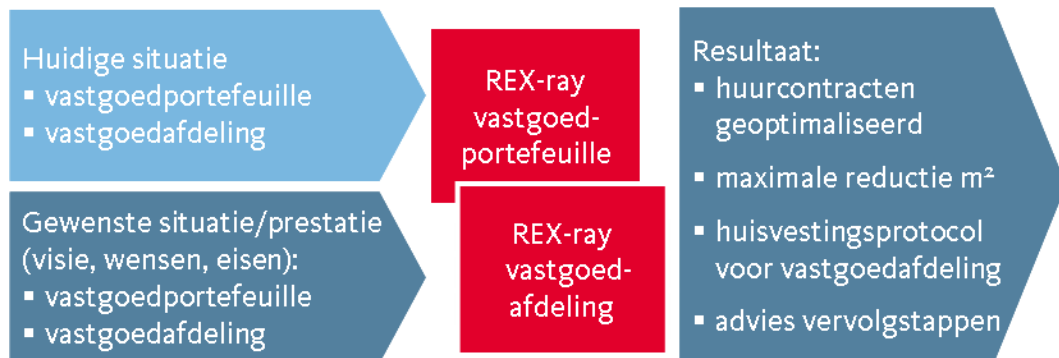 Huidige situatie
▪ vastgoedportefeuille
▪ vastgoedafdeling
Gewenste situatie/prestatie
(visie, wensen, eisen):
▪ vastgoedportefeuille
▪ vastgoedafdeling
REX-ray
vastgoed-
portefeuille
REX-ray
vastgoed-
afdeling
Resultaat:
▪ huurcontracten
geoptimaliseerd
▪ maximale reductie m²
▪ huisvestingsprotocol
voor vastgoedafdeling
▪ advies vervolgstappen